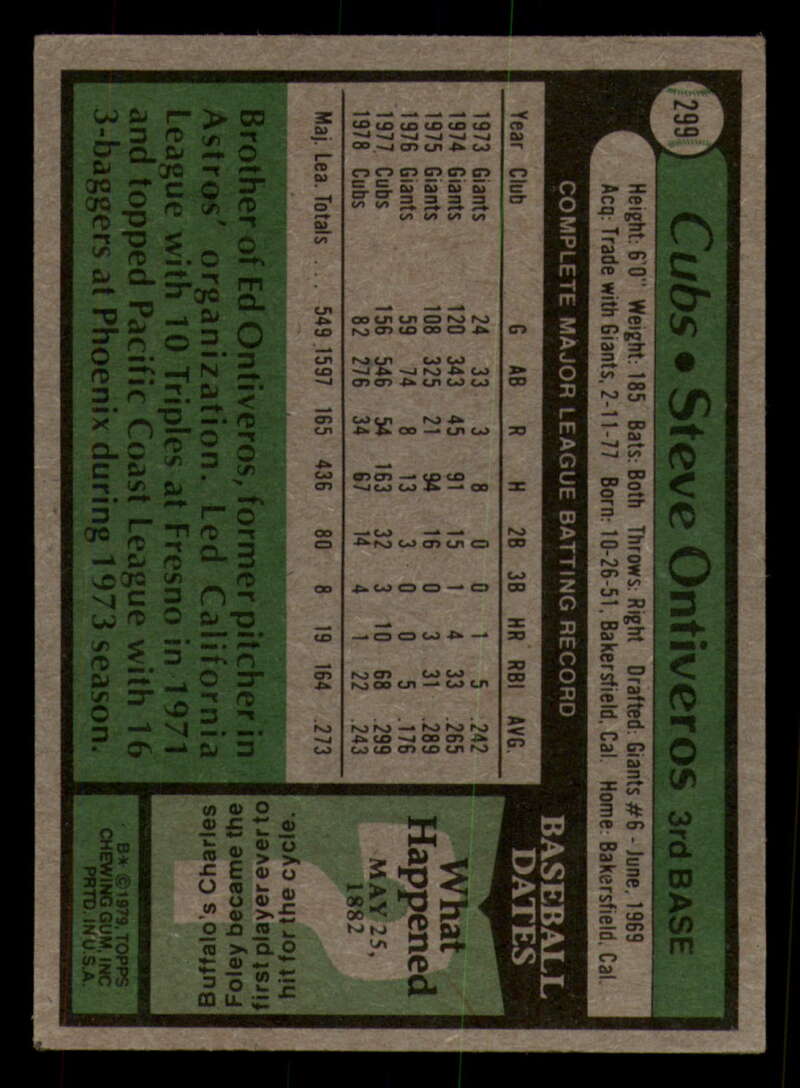 299
Cubs • Steve Ontiveros 3rd BASE
Height: 6'0" Weight: 185 Bats: Both Throws: Right Drafted: Giants #6 - June, 1969
Acq: Trade with Giants, 2-11-77 Born: 10-26-51, Bakersfield, Cal. Home: Bakersfield, Cal.
COMPLETE MAJOR LEAGUE BATTING RECORD
Year Club G AB R H 2B 3B HR RBI AVG.
1973 Giants 24 33 3 8 0 0 1 5 .242
1974 Giants 120 343 45 91 15 1 4 33 .265
1975 Giants 108 325 21 94 16 0 3 31 .289
1976 Giants 59 74 8 13 3 0 0 5 .176
1977 Cubs 156 546 54 163 32 3 10 68 .299
1978 Cubs 82 276 34 67 14 4 1 22 .243
Maj. Lea. Totals . . . 549 1597 165 436 80 8 19 164 .273
Brother of Ed Ontiveros, former pitcher in
Astros' organization. Led California
League with 10 Triples at Fresno in 1971
and topped Pacific Coast League with 16
3-baggers at Phoenix during 1973 season.
BASEBALL
DATES
What
Happened
MAY 25,
1882
?
Buffalo's Charles
Foley became the
first player ever to
hit for the cycle.
B* ©1979, TOPPS
CHEWING GUM, INC
PRTD. IN U.S.A.